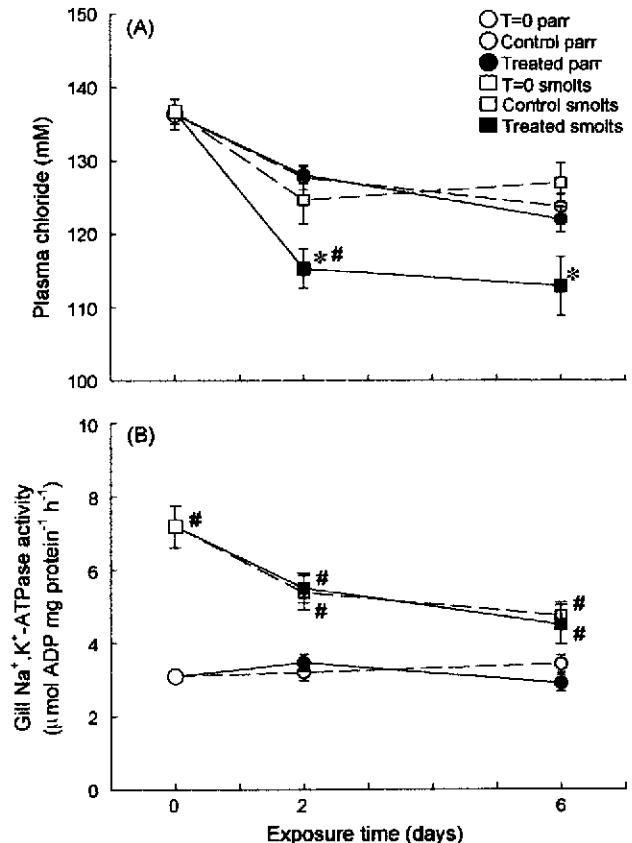 (A)
T=0 parr
Control parr
Treated parr
T=0 smolts
Control smolts
Treated smolts
150
140
130
120
110
100
Plasma chloride (mM)
*#
*
(B)
10
8
6
4
2
0
Gill Na⁺,K⁺-ATPase activity
(μmol ADP mg protein⁻¹ h⁻¹)
#
#
#
#
#
0
2
6
Exposure time (days)